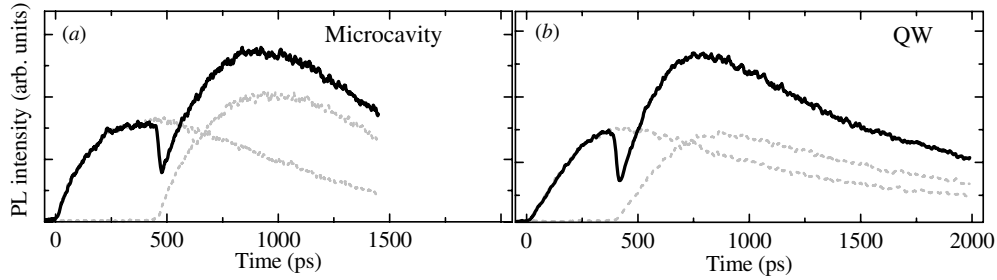 (a) Microcavity
(b) QW
PL intensity (arb. units)
0 500 1000 1500
0 500 1000 1500 2000
Time (ps)
Time (ps)